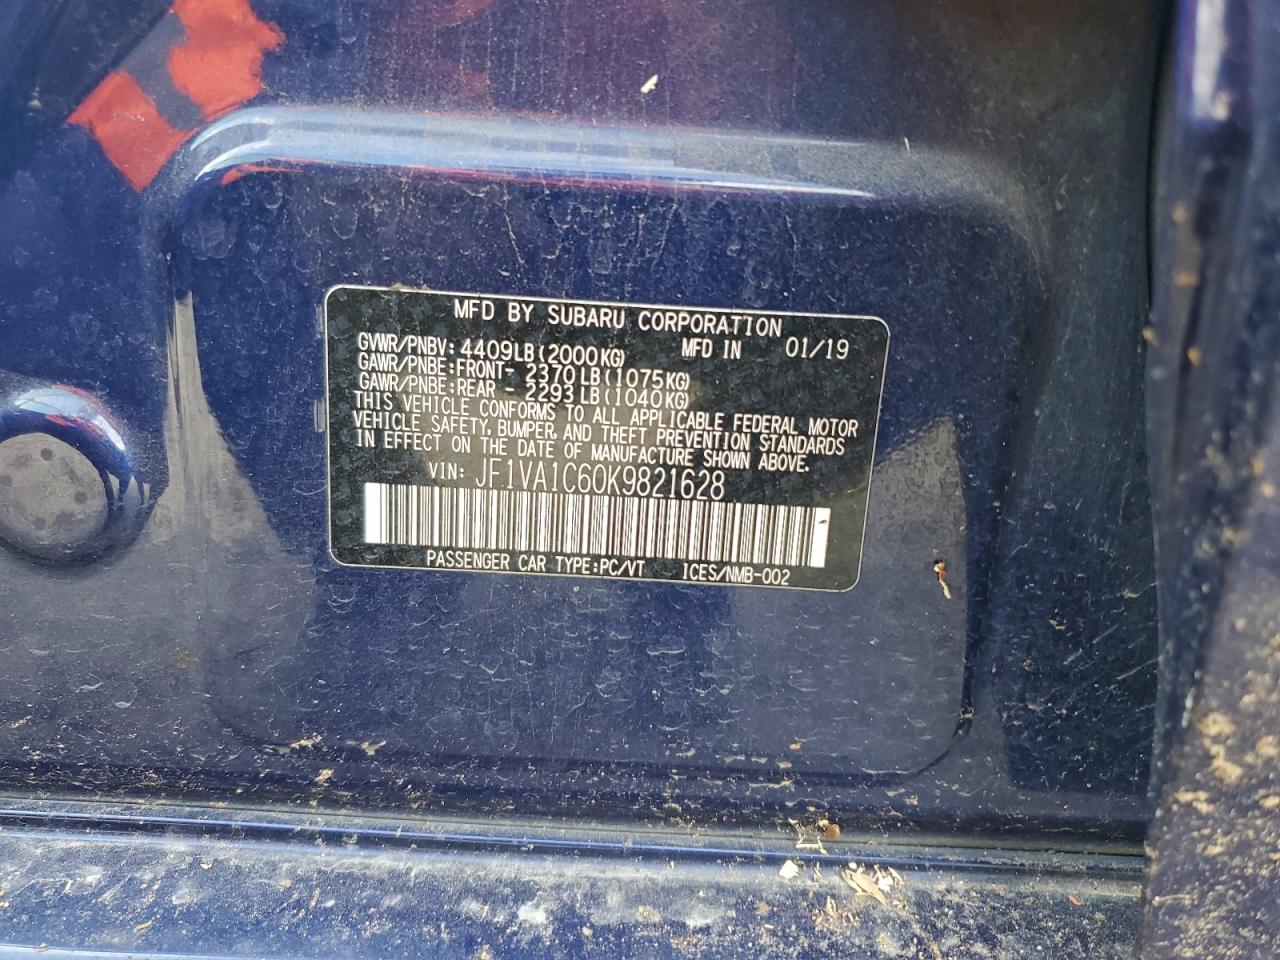 MFD BY SUBARU CORPORATION
GVWR/PNBV: 4409LB(2000KG) MFD IN 01/19
GAWR/PNBE:FRONT- 2370LB(1075KG)
GAWR/PNBE:REAR - 2293LB(1040KG)
THIS VEHICLE CONFORMS TO ALL APPLICABLE FEDERAL MOTOR
VEHICLE SAFETY, BUMPER, AND THEFT PREVENTION STANDARDS
IN EFFECT ON THE DATE OF MANUFACTURE SHOWN ABOVE.
VIN: JF1VA1C60K9821628
PASSENGER CAR TYPE:PC/VT ICES/NMB-002